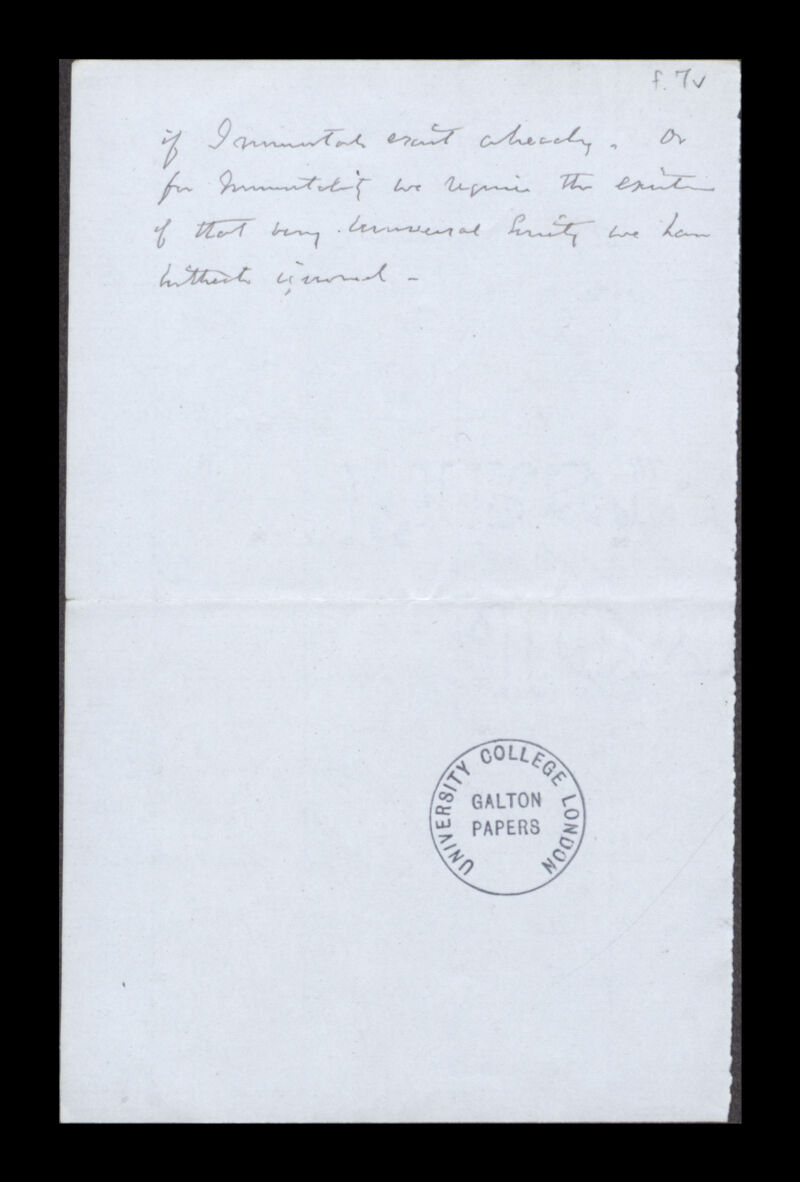 f. 7v
if Immortals exist already. Or
for Immortality we require the existence
of that very Universal Society we have
hitherto ignored -
UNIVERSITY COLLEGE LONDON
GALTON
PAPERS